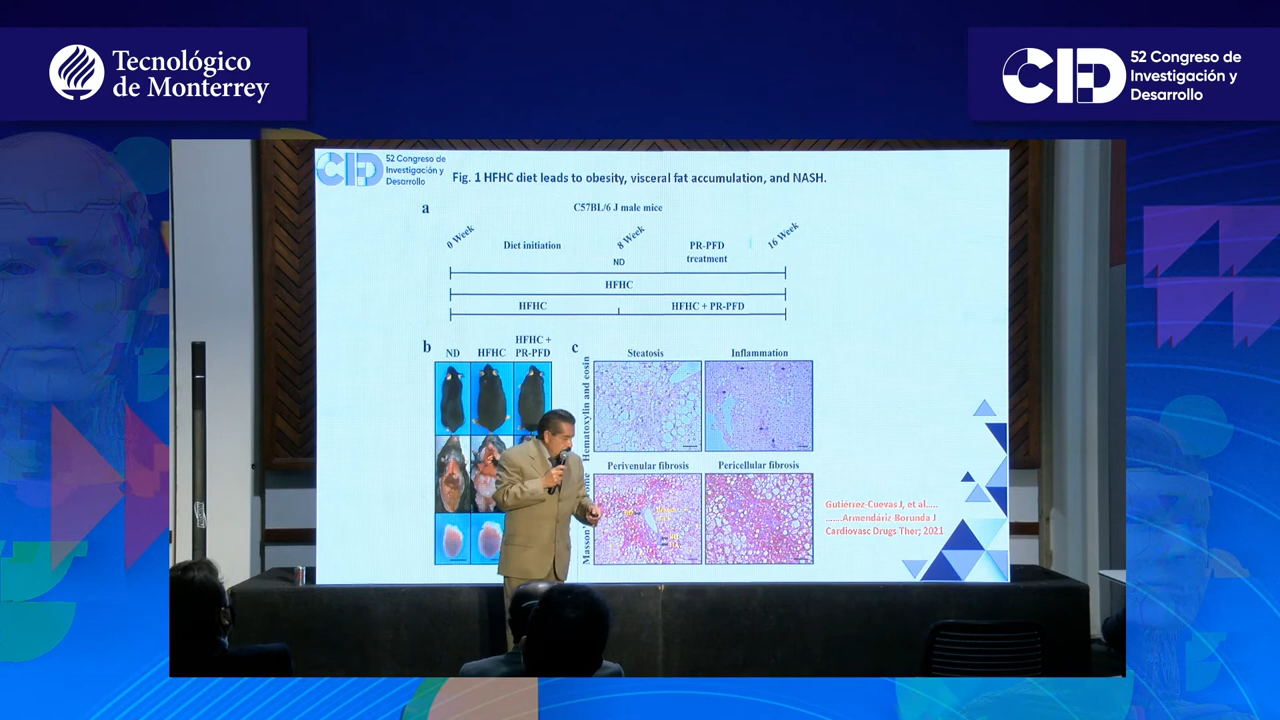 Tecnológico
de Monterrey
CID
52 Congreso de
Investigación y
Desarrollo
CID
52 Congreso de
Investigación y
Desarrollo
Fig. 1 HFHC diet leads to obesity, visceral fat accumulation, and NASH.
a
C57BL/6 J male mice
0 Week
Diet initiation
8 Week
PR-PFD
treatment
16 Week
ND
HFHC
HFHC
HFHC + PR-PFD
b
ND
HFHC
HFHC +
PR-PFD
c
Steatosis
Inflammation
Hematoxylin and eosin
Perivenular fibrosis
Pericellular fibrosis
Masson
Gutiérrez-Cuevas J, et al.....
......Armendáriz-Borunda J
Cardiovasc Drugs Ther; 2021